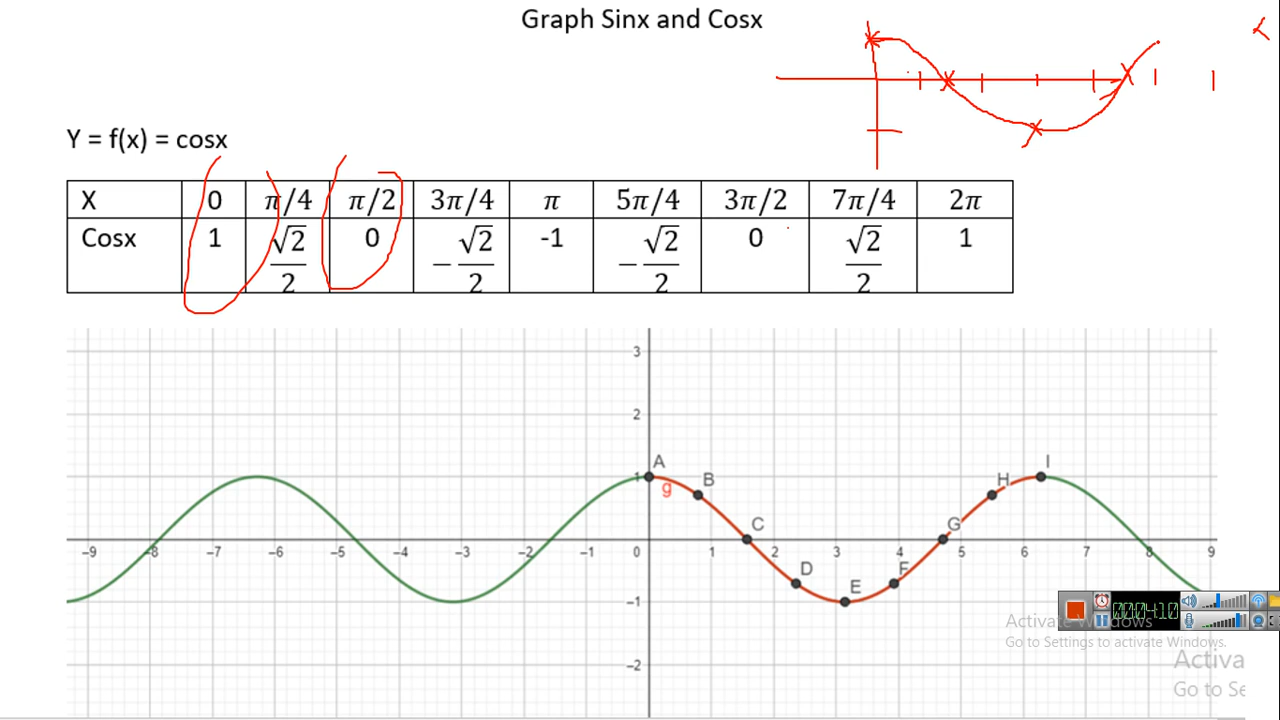 Graph Sinx and Cosx
Y = f(x) = cosx
X 0 π/4 π/2 3π/4 π 5π/4 3π/2 7π/4 2π
Cosx 1 √2/2 0 −√2/2 -1 −√2/2 0 √2/2 1
3
2
A
1
g
B
H
I
C
G
−9 −8 −7 −6 −5 −4 −3 −2 −1 0 1 2 3 4 5 6 7 8 9
D
F
E
−1
00:04:10
Activate Windows
Go to Settings to activate Windows.
−2
Activa
Go to Se